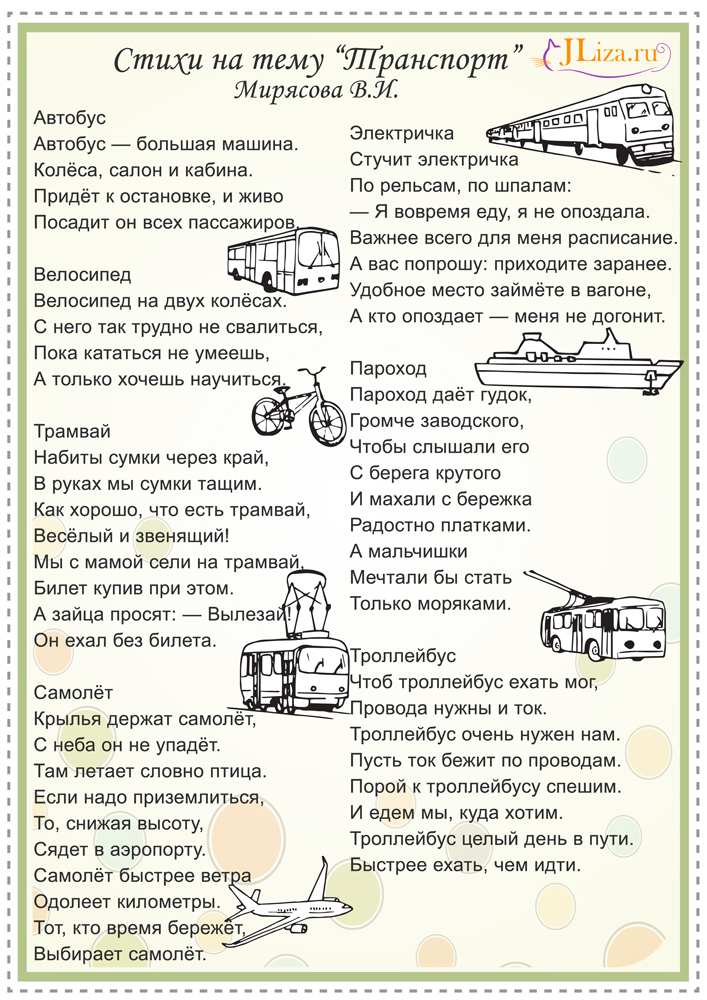 Стихи на тему “Транспорт”
JLiza.ru
Мирясова В.И.
Автобус
Автобус — большая машина.
Колёса, салон и кабина.
Придёт к остановке, и живо
Посадит он всех пассажиров.
Велосипед
Велосипед на двух колёсах.
С него так трудно не свалиться,
Пока кататься не умеешь,
А только хочешь научиться.
Трамвай
Набиты сумки через край,
В руках мы сумки тащим.
Как хорошо, что есть трамвай,
Весёлый и звенящий!
Мы с мамой сели на трамвай,
Билет купив при этом.
А зайца просят: — Вылезай!
Он ехал без билета.
Самолёт
Крылья держат самолёт,
С неба он не упадёт.
Там летает словно птица.
Если надо приземлиться,
То, снижая высоту,
Сядет в аэропорту.
Самолёт быстрее ветра
Одолеет километры.
Тот, кто время бережёт,
Выбирает самолёт.
Электричка
Стучит электричка
По рельсам, по шпалам:
— Я вовремя еду, я не опоздала.
Важнее всего для меня расписание.
А вас попрошу: приходите заранее.
Удобное место займёте в вагоне,
А кто опоздает — меня не догонит.
Пароход
Пароход даёт гудок,
Громче заводского,
Чтобы слышали его
С берега крутого
И махали с бережка
Радостно платками.
А мальчишки
Мечтали бы стать
Только моряками.
Троллейбус
Чтоб троллейбус ехать мог,
Провода нужны и ток.
Троллейбус очень нужен нам.
Пусть ток бежит по проводам.
Порой к троллейбусу спешим.
И едем мы, куда хотим.
Троллейбус целый день в пути.
Быстрее ехать, чем идти.